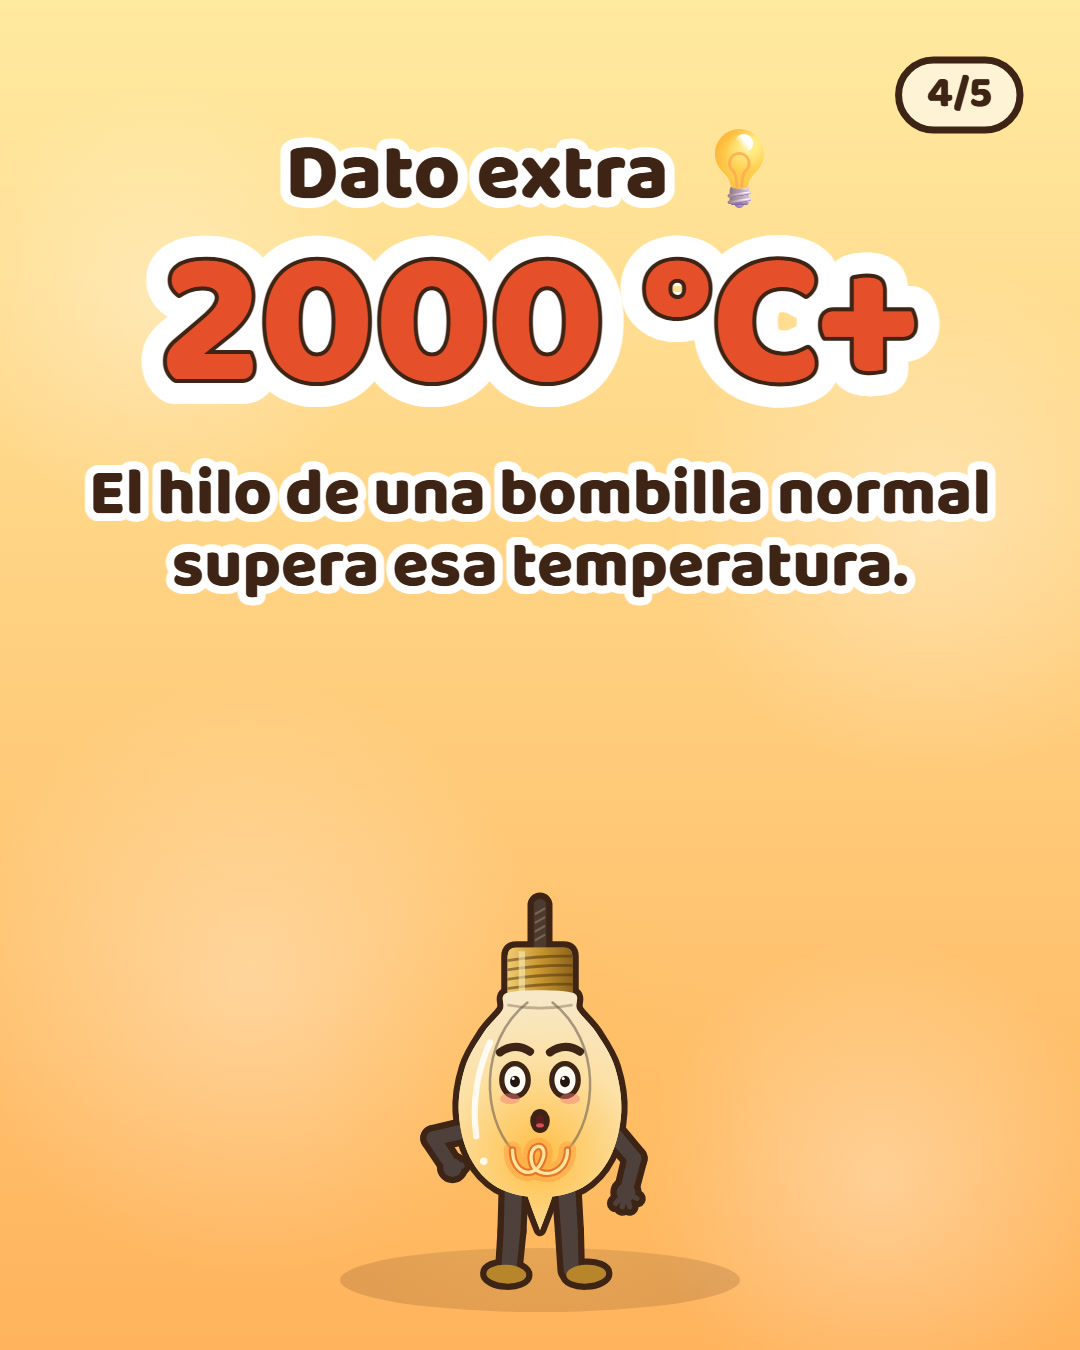 4/5
Dato extra 💡
2000 °C+
El hilo de una bombilla normal
supera esa temperatura.